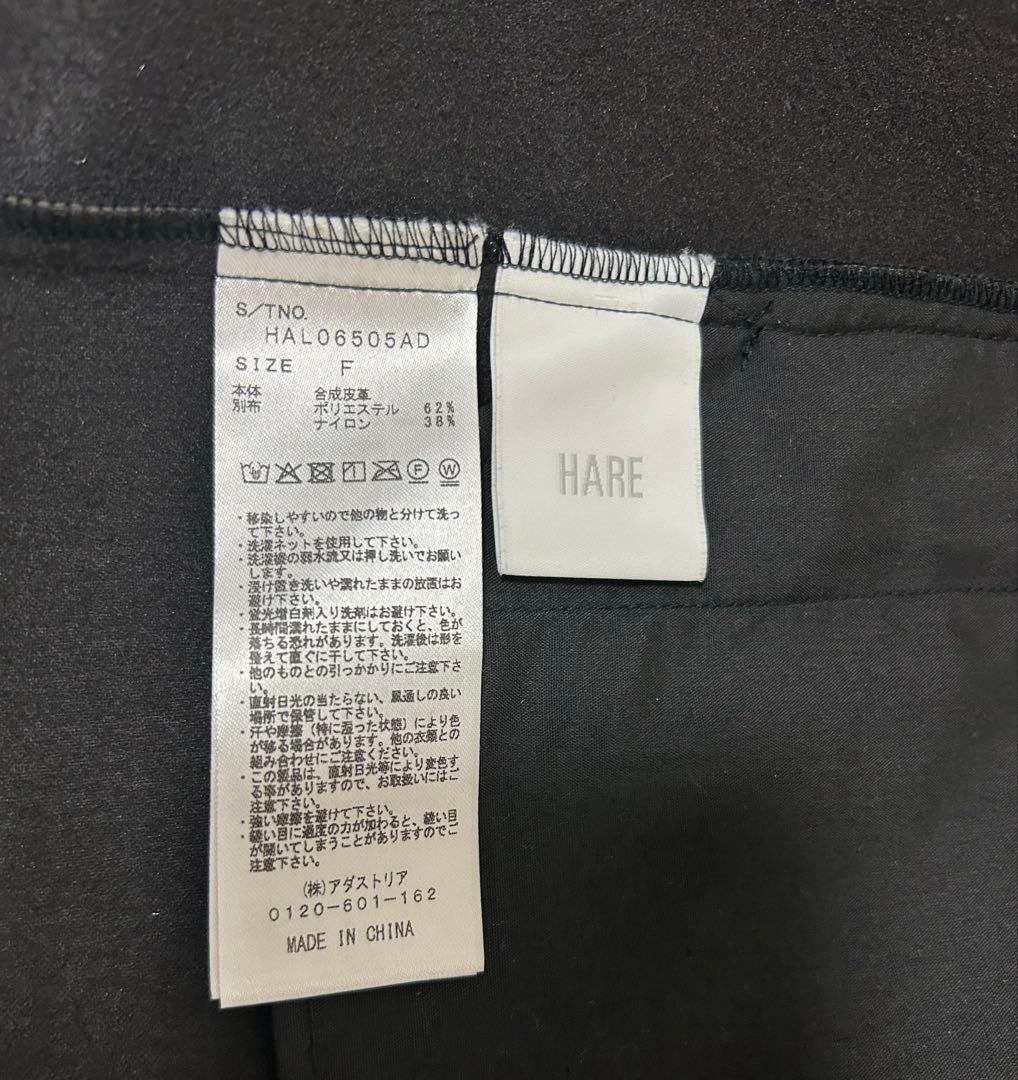 S/TNO.
HAL06505AD
SIZE F
本体 合成皮革
別布 ポリエステル 62%
ナイロン 38%
・移染しやすいので他の物と分けて洗っ
て下さい。
・洗濯ネットを使用して下さい。
・洗濯機の弱水流又は押し洗いでお願い
します。
・浸け置き洗いや濡れたままの放置はお
避け下さい。
・蛍光増白剤入り洗剤はお避け下さい。
・長時間濡れたままにしておくと、色が
落ちる恐れがあります。洗濯後は形を
整えて直ぐに干して下さい。
・他のものとの引っかかりにご注意下さ
い。
・直射日光の当たらない、風通しの良い
場所で保管して下さい。
・汗や摩擦（特に湿った状態）により色
が移る場合があります。他の衣類との
組み合わせにご注意ください。
・この製品は、直射日光等により変色す
る事がありますので、お取扱いにはご
注意下さい。
・強い摩擦を避けて下さい。
・縫い目に過度の力が加わると、縫い目
が開いてしまうことがありますのでご
注意下さい。
(株)アダストリア
0120-601-162
MADE IN CHINA
HARE